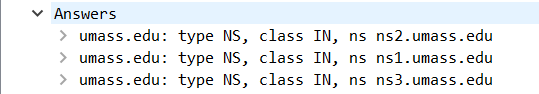 Answers
umass.edu: type NS, class IN, ns ns2.umass.edu
umass.edu: type NS, class IN, ns ns1.umass.edu
umass.edu: type NS, class IN, ns ns3.umass.edu